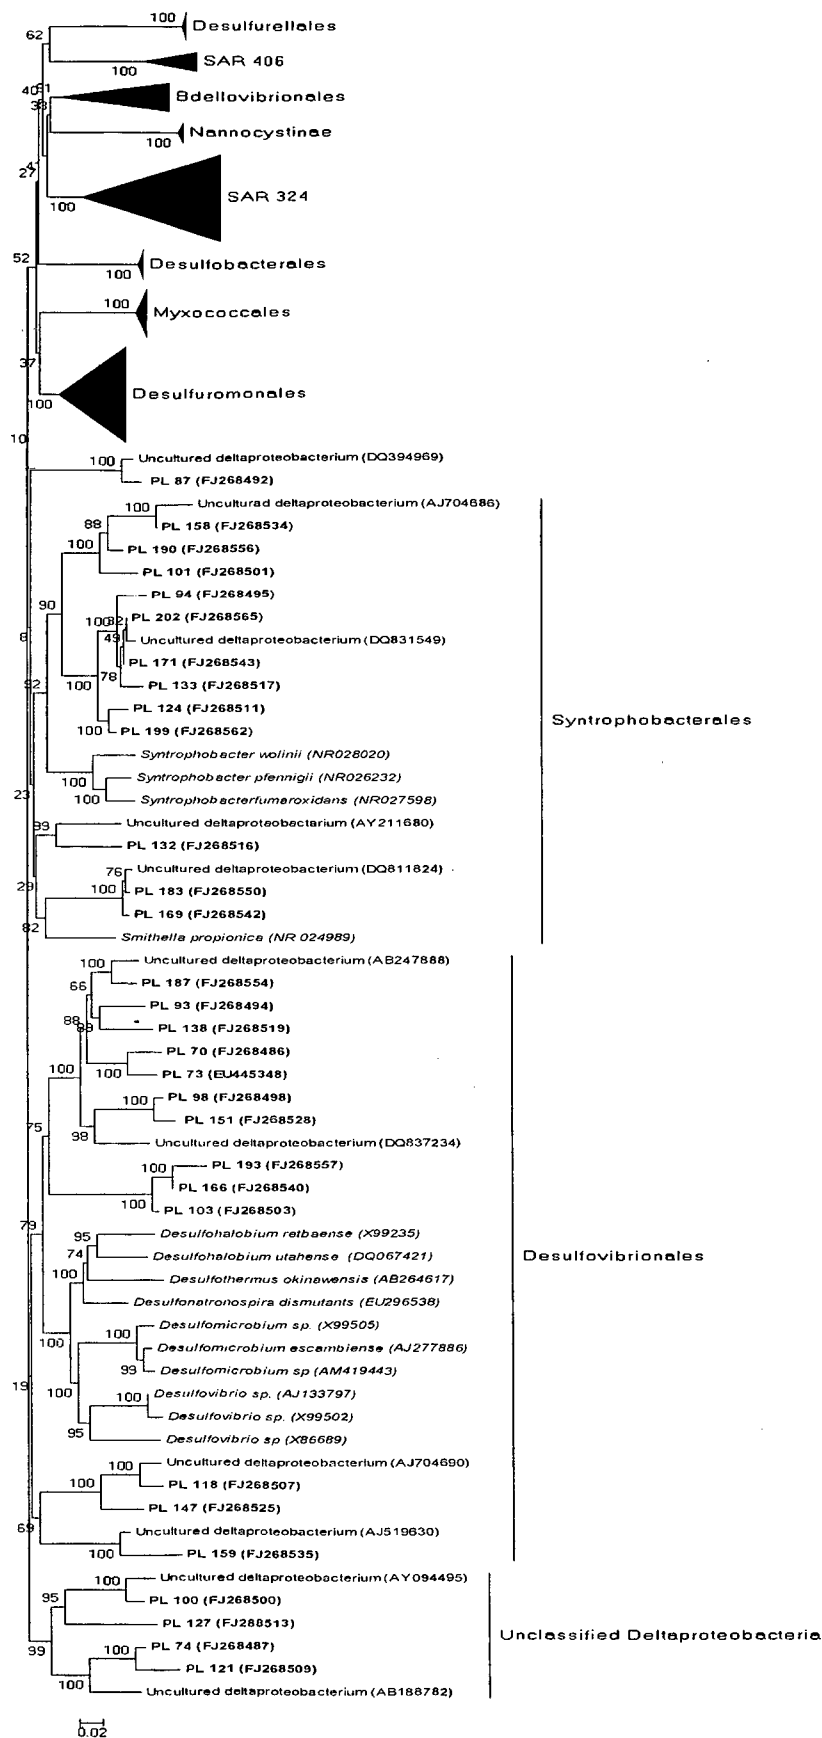 100
Desulfurellales
62
SAR 406
100
Bdellovibrionales
40
38
Nannocystinae
100
27
SAR 324
100
52
Desulfobacterales
100
100
Myxococcales
37
Desulfuromonales
100
10
Uncultured deltaproteobacterium (DQ394969)
100
PL 87 (FJ268492)
Unculturad deltaproteobacterium (AJ704686)
100
PL 158 (FJ268534)
88
PL 190 (FJ268556)
100
PL 101 (FJ268501)
PL 94 (FJ268495)
90
PL 202 (FJ268565)
100
82
8
49
Uncultured deltaproteobacterium (DQ831549)
PL 171 (FJ268543)
78
PL 133 (FJ268517)
100
PL 124 (FJ268511)
Syntrophobacterales
100
PL 199 (FJ268562)
Syntrophobacter wolinii (NR028020)
Syntrophobacter pfennigii (NR026232)
100
23
100
Syntrophobacterfumaroxidans (NR027598)
Uncultured deltaproteobactarium (AY211680)
99
PL 132 (FJ268516)
Uncultured deltaproteobacterium (DQ811824)
76
29
100
PL 183 (FJ268550)
PL 169 (FJ268542)
82
Smithella propionica (NR 024989)
Uncultured deltaproteobacterium (AB247888)
100
PL 187 (FJ268554)
66
PL 93 (FJ268494)
88
PL 138 (FJ268519)
PL 70 (FJ268486)
100
100
PL 73 (EU445348)
PL 98 (FJ268498)
100
PL 151 (FJ268528)
75
98
Uncultured deltaproteobacterium (DQ837234)
PL 193 (FJ268557)
100
PL 166 (FJ268540)
100
PL 103 (FJ268503)
79
Desulfohalobium retbaense (X99235)
95
74
Desulfohalobium utahense (DQ067421)
Desulfovibrionales
100
Desulfothermus okinawensis (AB264617)
Desulfonatronospira dismutants (EU296538)
Desulfomicrobium sp. (X99505)
100
100
Desulfomicrobium escambiense (AJ277886)
99
Desulfomicrobium sp (AM419443)
19
100
Desulfovibrio sp. (AJ133797)
100
Desulfovibrio sp. (X99502)
95
Desulfovibrio sp (X86689)
Uncultured deltaproteobacterium (AJ704690)
100
100
PL 118 (FJ268507)
PL 147 (FJ268525)
69
Uncultured deltaproteobacterium (AJ519630)
100
PL 159 (FJ268535)
Uncultured deltaproteobacterium (AY094495)
100
95
PL 100 (FJ268500)
PL 127 (FJ288513)
Unclassified Deltaproteobacteria
99
100
PL 74 (FJ268487)
PL 121 (FJ268509)
100
Uncultured deltaproteobacterium (AB188782)
0.02